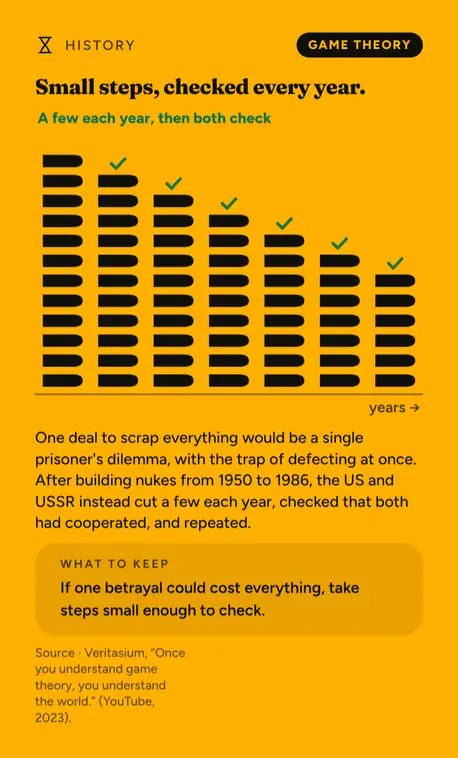 HISTORY
GAME THEORY
Small steps, checked every year.
A few each year, then both check
years →
One deal to scrap everything would be a single
prisoner's dilemma, with the trap of defecting at once.
After building nukes from 1950 to 1986, the US and
USSR instead cut a few each year, checked that both
had cooperated, and repeated.
WHAT TO KEEP
If one betrayal could cost everything, take
steps small enough to check.
Source · Veritasium, “Once
you understand game
theory, you understand
the world.” (YouTube,
2023).